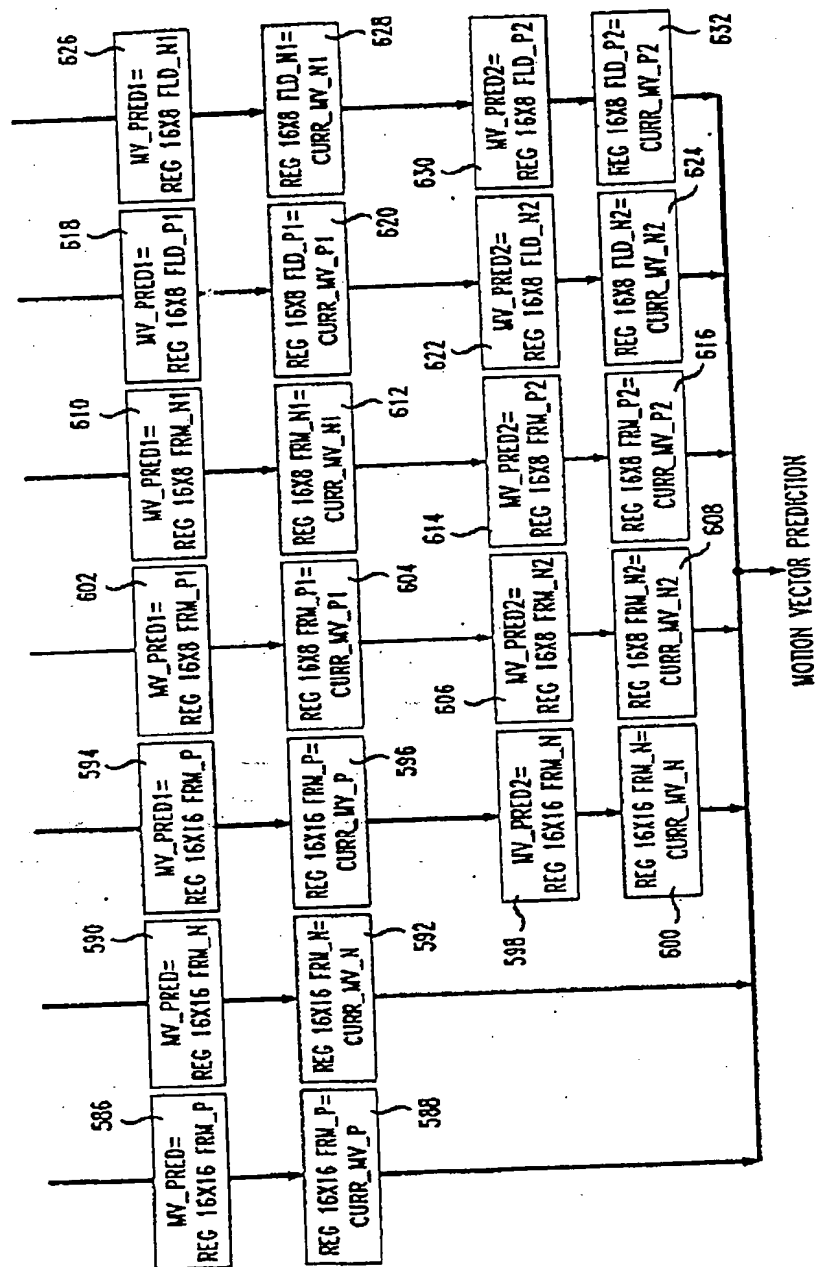 586
MV_PRED=
REG 16X16 FRM_P
REG 16X16 FRM_P=
CURR_MV_P
588
590
MV_PRED=
REG 16X16 FRM_N
REG 16X16 FRM_N=
CURR_MV_N
592
594
MV_PRED1=
REG 16X16 FRM_P
REG 16X16 FRM_P=
CURR_MV_P
596
MV_PRED2=
REG 16X16 FRM_N
598
REG 16X16 FRM_N=
CURR_MV_N
600
602
MV_PRED1=
REG 16X8 FRM_P1
REG 16X8 FRM_P1=
CURR_MV_P1
604
MV_PRED2=
REG 16X8 FRM_N2
606
REG 16X8 FRM_N2=
CURR_MV_N2
608
610
MV_PRED1=
REG 16X8 FRM_N1
REG 16X8 FRM_N1=
CURR_MV_N1
612
MV_PRED2=
REG 16X8 FRM_P2
614
REG 16X8 FRM_P2=
CURR_MV_P2
616
618
MV_PRED1=
REG 16X8 FLD_P1
REG 16X8 FLD_P1=
CURR_MV_P1
620
MV_PRED2=
REG 16X8 FLD_N2
622
REG 16X8 FLD_N2=
CURR_MV_N2
624
626
MV_PRED1=
REG 16X8 FLD_N1
REG 16X8 FLD_N1=
CURR_MV_N1
628
MV_PRED2=
REG 16X8 FLD_P2
630
REG 16X8 FLD_P2=
CURR_MV_P2
632
MOTION VECTOR PREDICTION